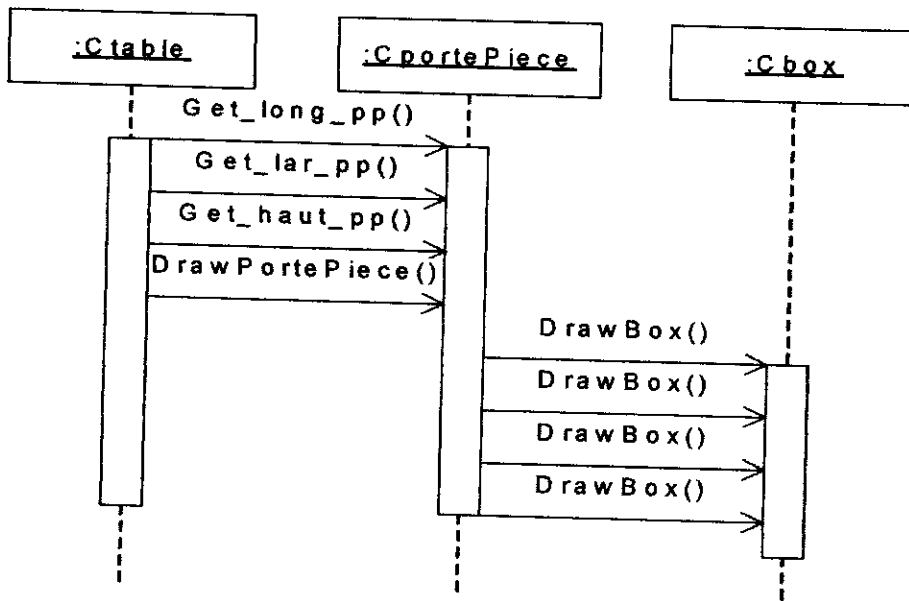 :Ctable
:CportePiece
:Cbox
Get_long_pp()
Get_lar_pp()
Get_haut_pp()
DrawPortePiece()
DrawBox()
DrawBox()
DrawBox()
DrawBox()